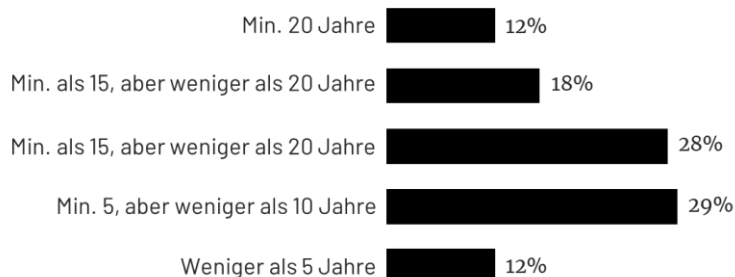 Min. 20 Jahre 12%
Min. als 15, aber weniger als 20 Jahre 18%
Min. als 15, aber weniger als 20 Jahre 28%
Min. 5, aber weniger als 10 Jahre 29%
Weniger als 5 Jahre 12%